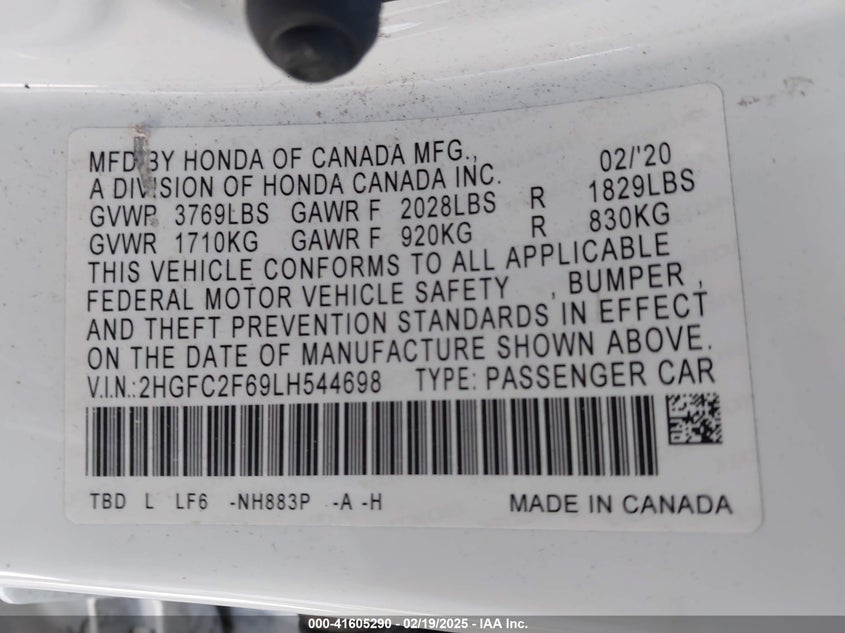 MFD BY HONDA OF CANADA MFG., 02/'20
A DIVISION OF HONDA CANADA INC.
GVWR 3769LBS GAWR F 2028LBS R 1829LBS
GVWR 1710KG GAWR F 920KG R 830KG
THIS VEHICLE CONFORMS TO ALL APPLICABLE
FEDERAL MOTOR VEHICLE SAFETY , BUMPER ,
AND THEFT PREVENTION STANDARDS IN EFFECT
ON THE DATE OF MANUFACTURE SHOWN ABOVE.
V.I.N.:2HGFC2F69LH544698 TYPE: PASSENGER CAR
TBD L LF6 -NH883P -A -H MADE IN CANADA
000-41605290 - 02/19/2025 - IAA Inc.